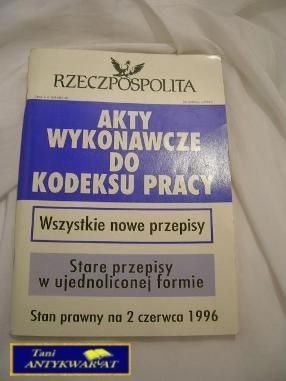 RZECZPOSPOLITA
AKTY
WYKONAWCZE
DO
KODEKSU PRACY
Wszystkie nowe przepisy
Stare przepisy
w ujednoliconej formie
Stan prawny na 2 czerwca 1996
Tani
ANTYKWARYAT